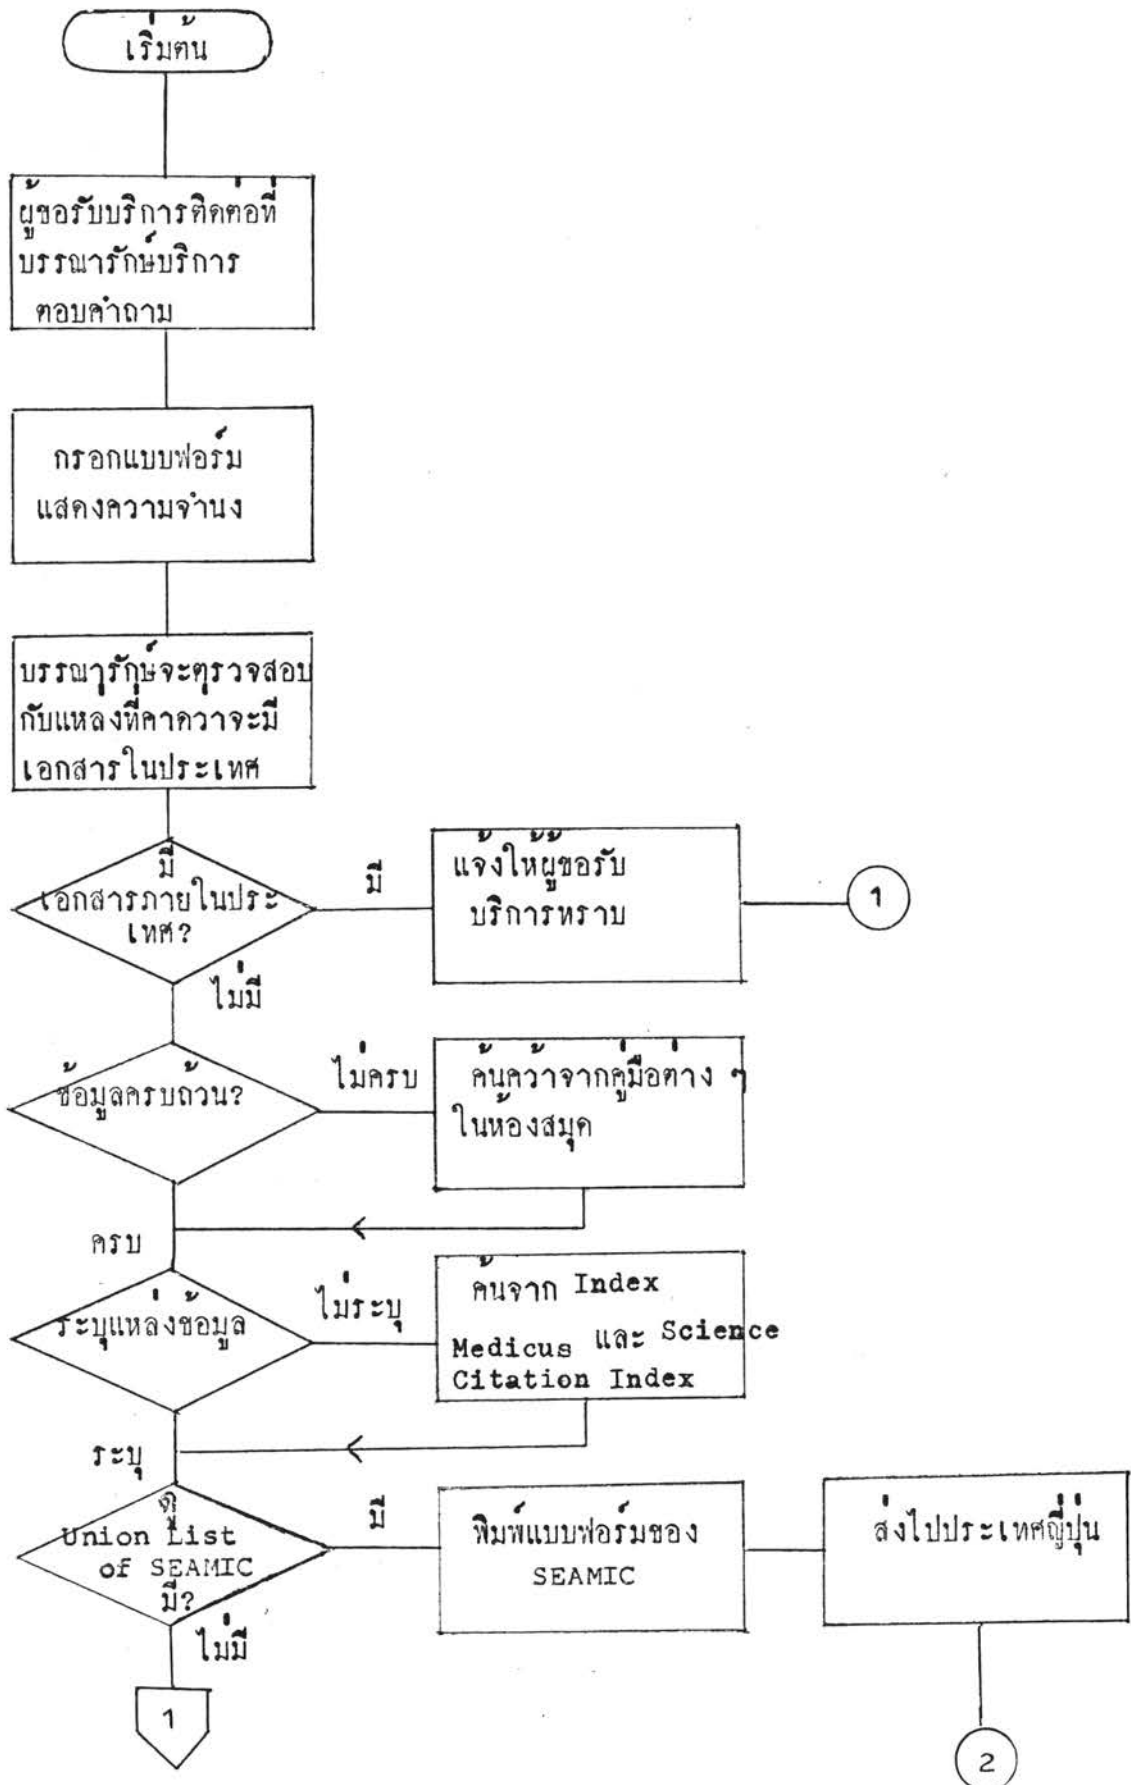 เริ่มต้น
ผู้ขอรับบริการติดต่อที่
บรรณารักษ์บริการ
ตอบคำถาม
กรอกแบบฟอร์ม
แสดงความจำนง
บรรณารักษ์จะตรวจสอบ
กับแหล่งที่คาดว่าจะมี
เอกสารในประเทศ
มี
เอกสารภายในประ
เทศ?
มี
แจ้งให้ผู้ขอรับ
บริการทราบ
1
ไม่มี
ข้อมูลครบถ้วน?
ไม่ครบ
ค้นคว้าจากคู่มือต่าง ๆ
ในห้องสมุด
ครบ
ระบุแหล่งข้อมูล
ไม่ระบุ
ค้นจาก Index
Medicus และ Science
Citation Index
ระบุ
ดู
Union List
of SEAMIC
มี?
มี
พิมพ์แบบฟอร์มของ
SEAMIC
ส่งไปประเทศญี่ปุ่น
ไม่มี
1
2